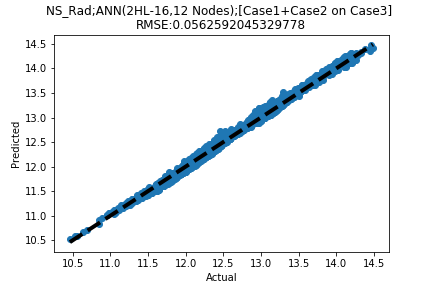 NS_Rad;ANN(2HL-16,12 Nodes);[Case1+Case2 on Case3]
RMSE:0.0562592045329778
14.5
14.0
13.5
13.0
12.5
12.0
11.5
11.0
10.5
Predicted
10.5 11.0 11.5 12.0 12.5 13.0 13.5 14.0 14.5
Actual